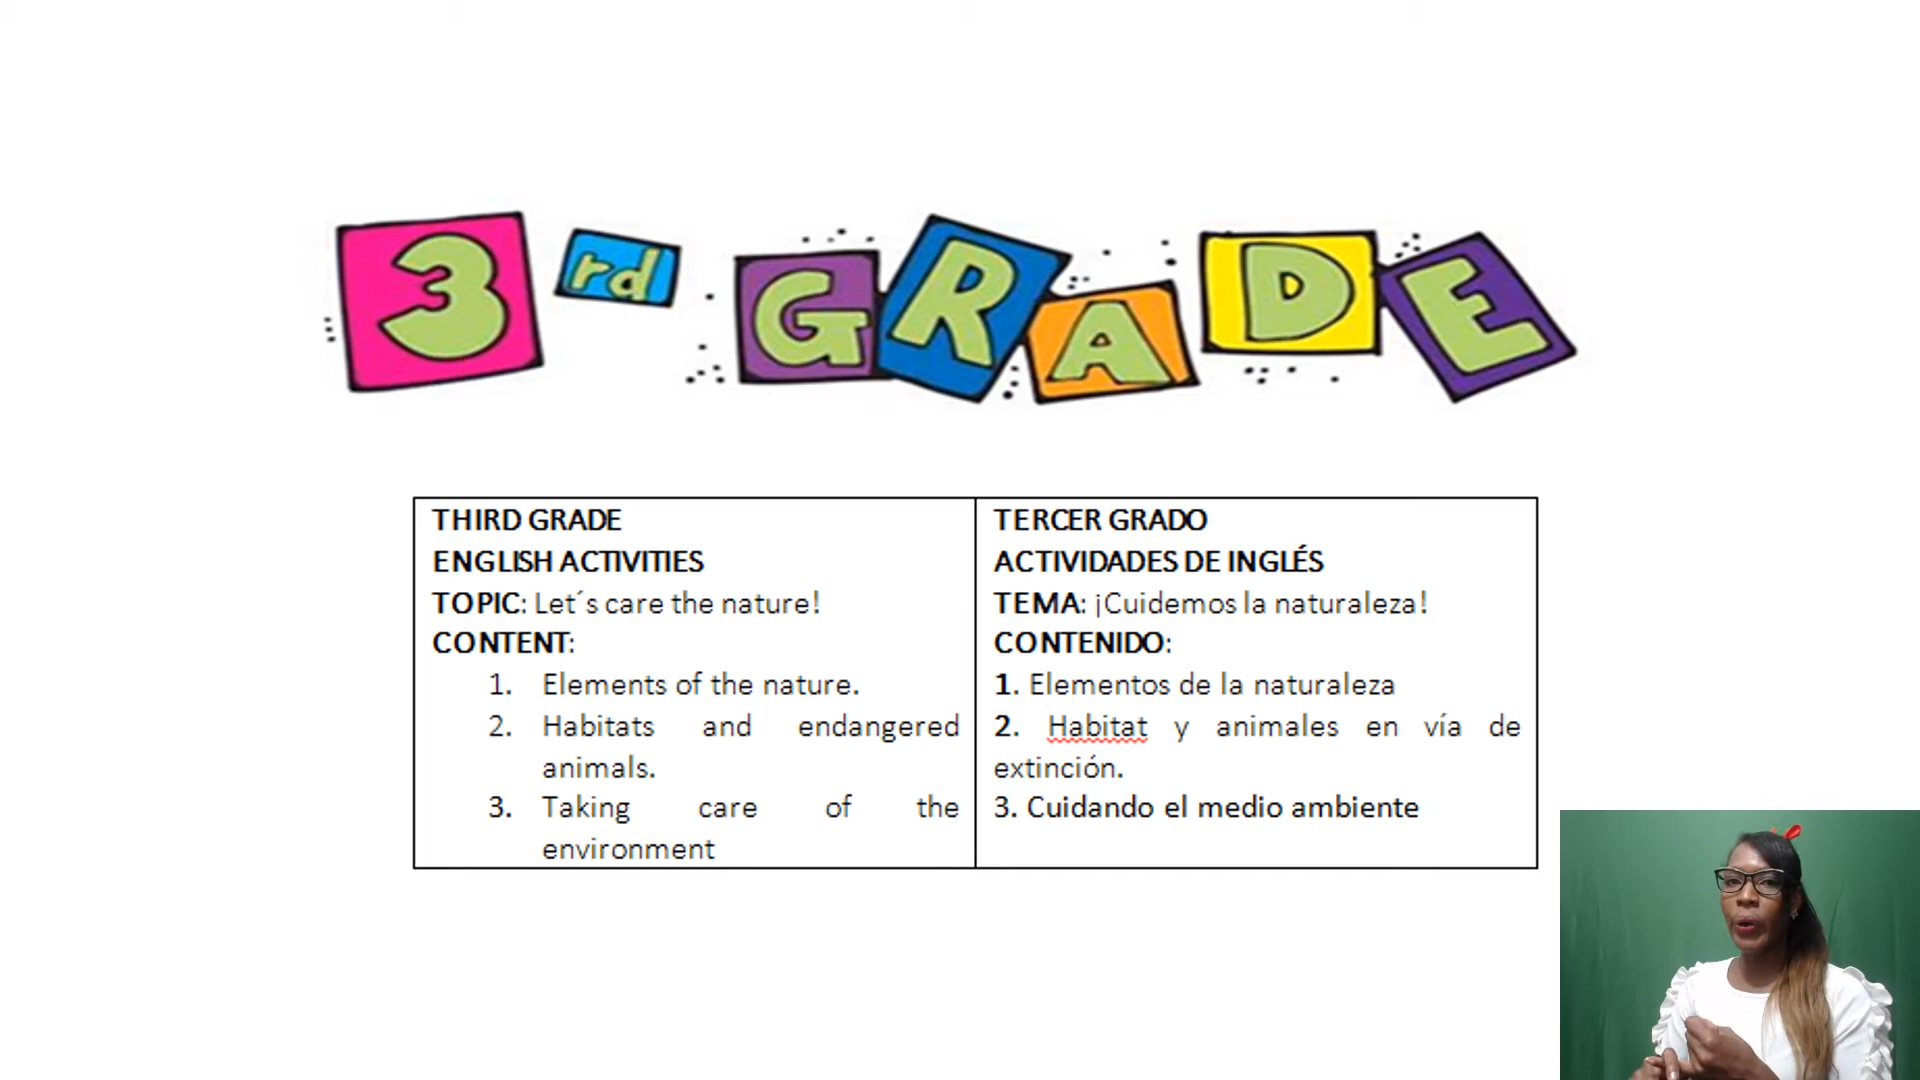 3rd GRADE
THIRD GRADE
ENGLISH ACTIVITIES
TOPIC: Let´s care the nature!
CONTENT:
1. Elements of the nature.
2. Habitats and endangered
animals.
3. Taking care of the
environment
TERCER GRADO
ACTIVIDADES DE INGLÉS
TEMA: ¡Cuidemos la naturaleza!
CONTENIDO:
1. Elementos de la naturaleza
2. Habitat y animales en vía de
extinción.
3. Cuidando el medio ambiente